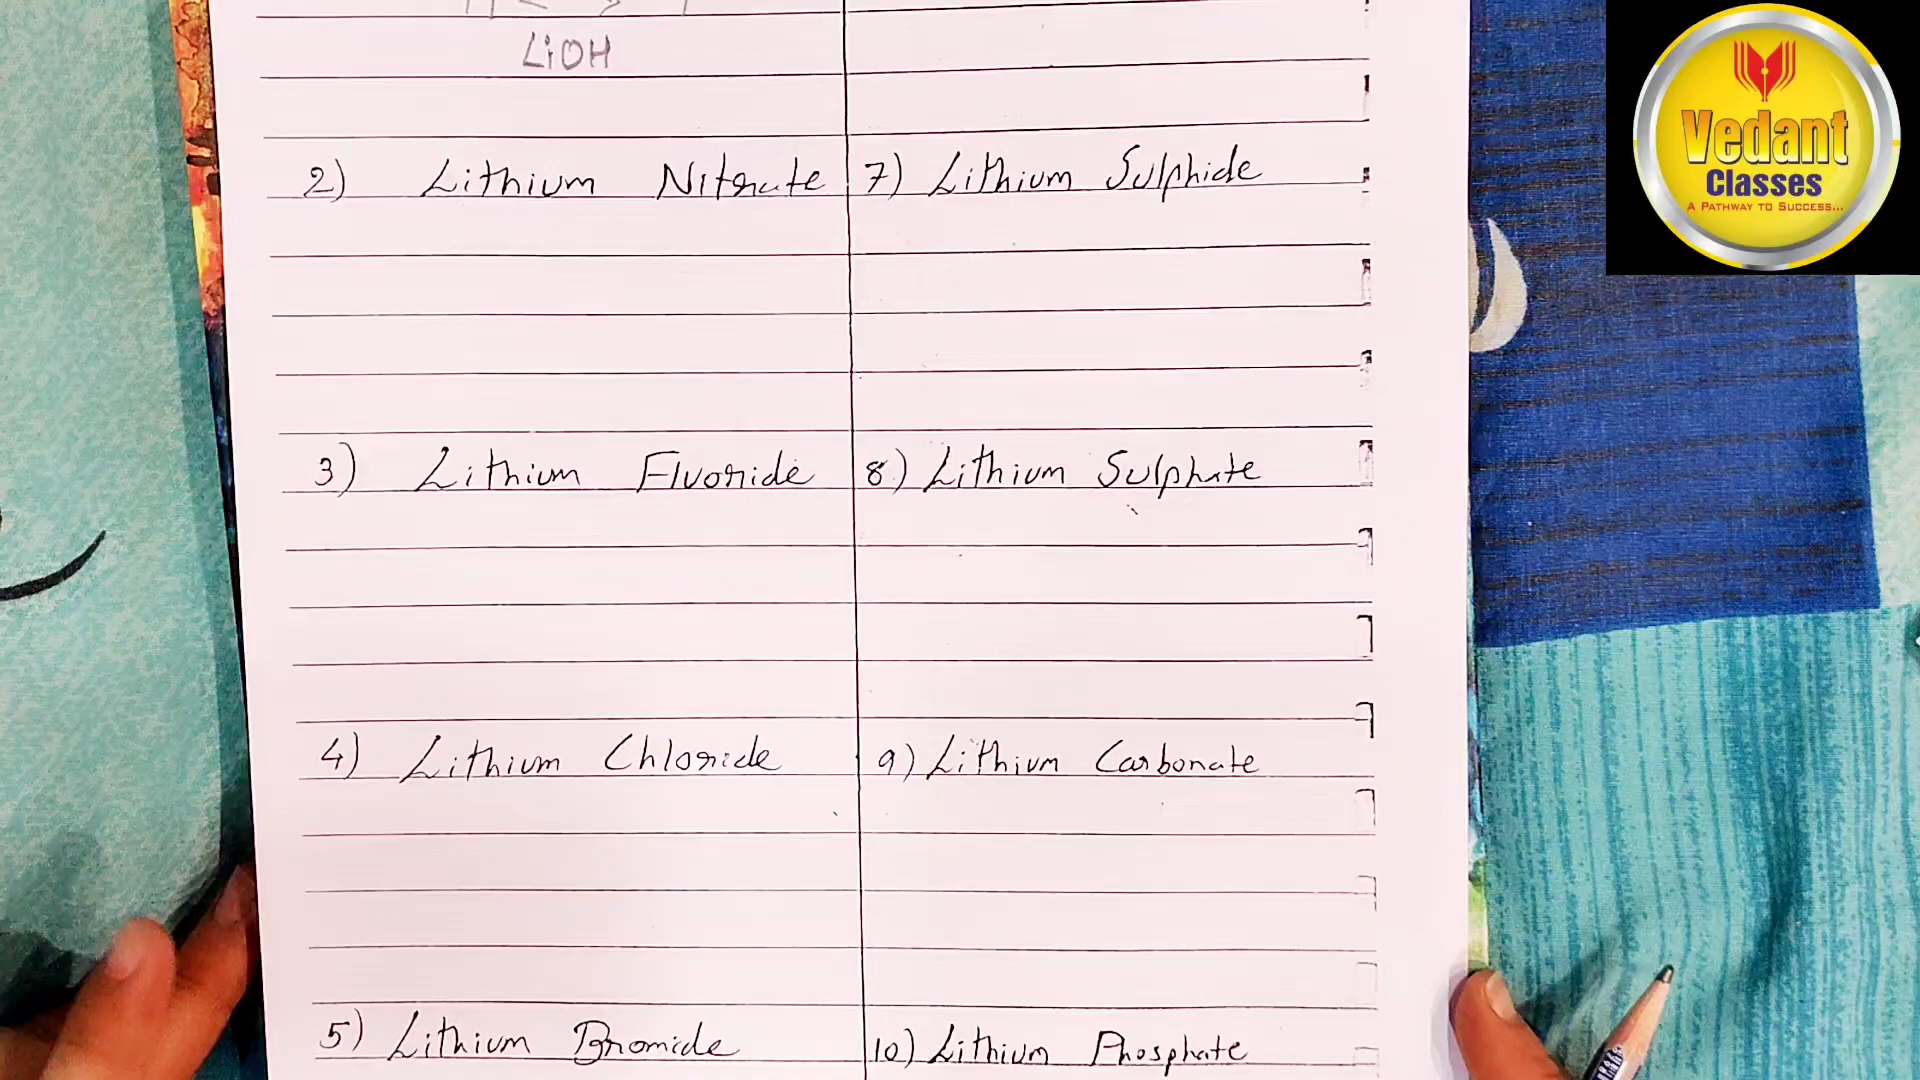 LiOH
2) Lithium Nitrate
3) Lithium Fluoride
4) Lithium Chloride
5) Lithium Bromide
7) Lithium Sulphide
8) Lithium Sulphate
9) Lithium Carbonate
10) Lithium Phosphate
Vedant
Classes
A PATHWAY TO SUCCESS...